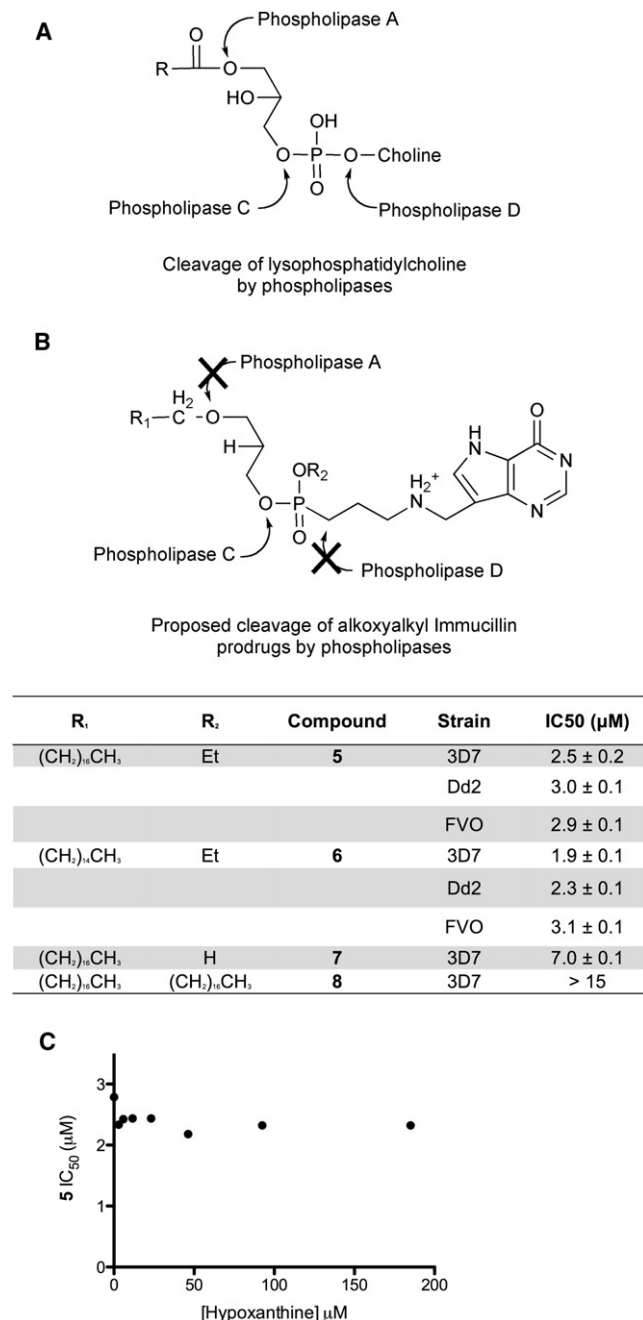 A
Phospholipase A
O
R
O
HO
OH
O
P
O
Choline
O
Phospholipase C
Phospholipase D
Cleavage of lysophosphatidylcholine
by phospholipases
B
Phospholipase A
H₂
R₁
C
O
H
OR₂
O
P
O
H₂⁺
N
H
N
O
N
N
Phospholipase C
Phospholipase D
Proposed cleavage of alkoxyalkyl Immucillin
prodrugs by phospholipases
R₁ R₂ Compound Strain IC50 (µM)
(CH₂)₁₆CH₃ Et 5 3D7 2.5 ± 0.2
Dd2 3.0 ± 0.1
FVO 2.9 ± 0.1
(CH₂)₁₄CH₃ Et 6 3D7 1.9 ± 0.1
Dd2 2.3 ± 0.1
FVO 3.1 ± 0.1
(CH₂)₁₆CH₃ H 7 3D7 7.0 ± 0.1
(CH₂)₁₆CH₃ (CH₂)₁₆CH₃ 8 3D7 > 15
C
5 IC₅₀ (µM)
3
2
1
0
0 50 100 150 200
[Hypoxanthine] µM